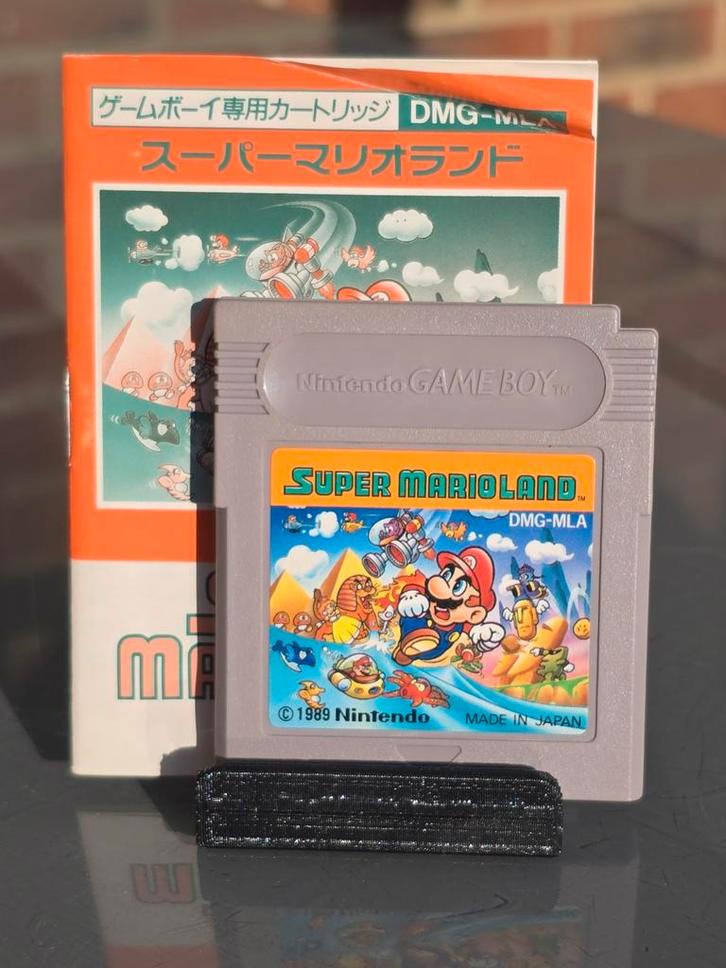 ゲームボーイ専用カートリッジ DMG-MLA
スーパーマリオランド
Nintendo GAME BOY TM
SUPER MARIOLAND TM
DMG-MLA
© 1989 Nintendo
MADE IN JAPAN